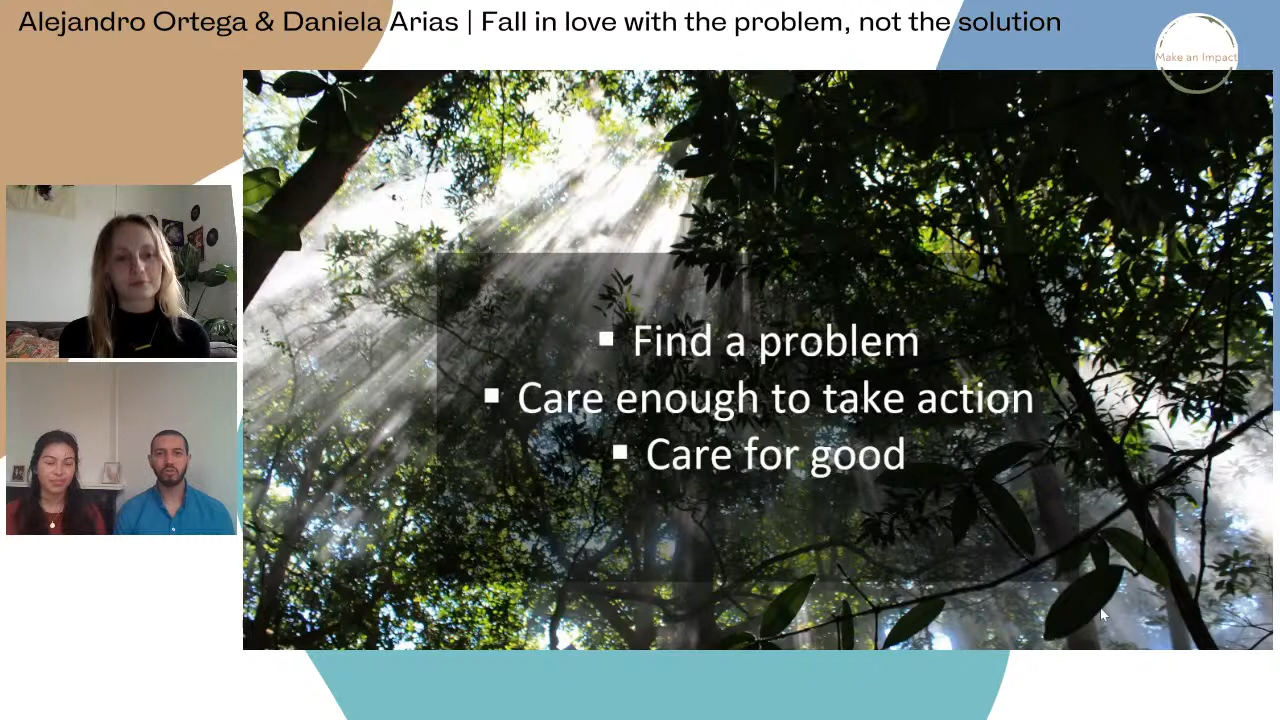 Alejandro Ortega & Daniela Arias | Fall in love with the problem, not the solution
Make an Impact
▪ Find a problem
▪ Care enough to take action
▪ Care for good